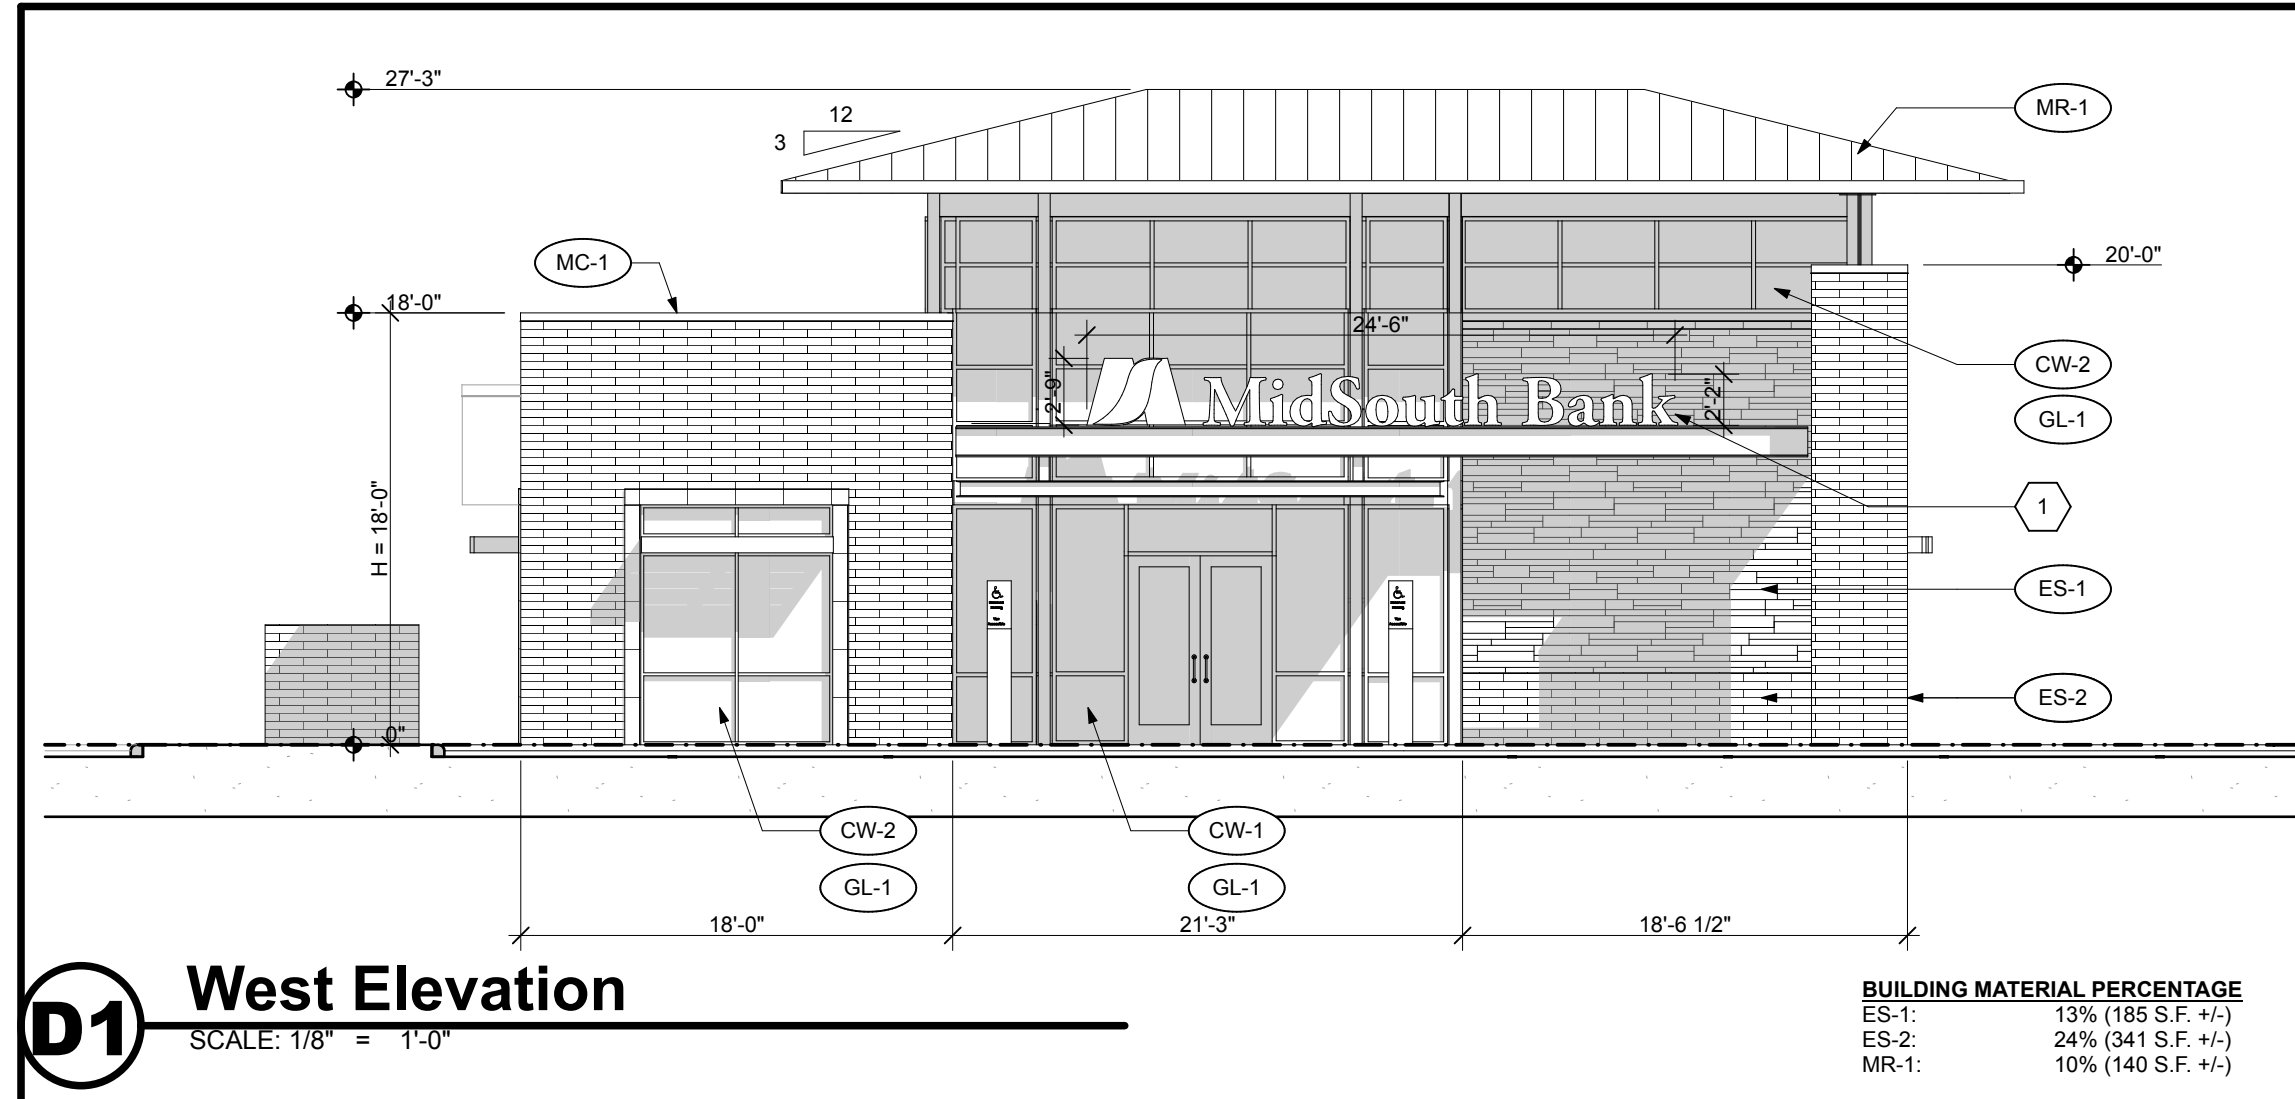 27'-3"
12
3
MR-1
MC-1
20'-0"
18'-0"
24'-6"
CW-2
2'-9"
MidSouth Bank
2'-2"
GL-1
H = 18'-0"
1
ES-1
ES-2
0"
CW-2
CW-1
GL-1
GL-1
18'-0"
21'-3"
18'-6 1/2"
D1
West Elevation
SCALE: 1/8" = 1'-0"
BUILDING MATERIAL PERCENTAGE
ES-1: 13% (185 S.F. +/-)
ES-2: 24% (341 S.F. +/-)
MR-1: 10% (140 S.F. +/-)